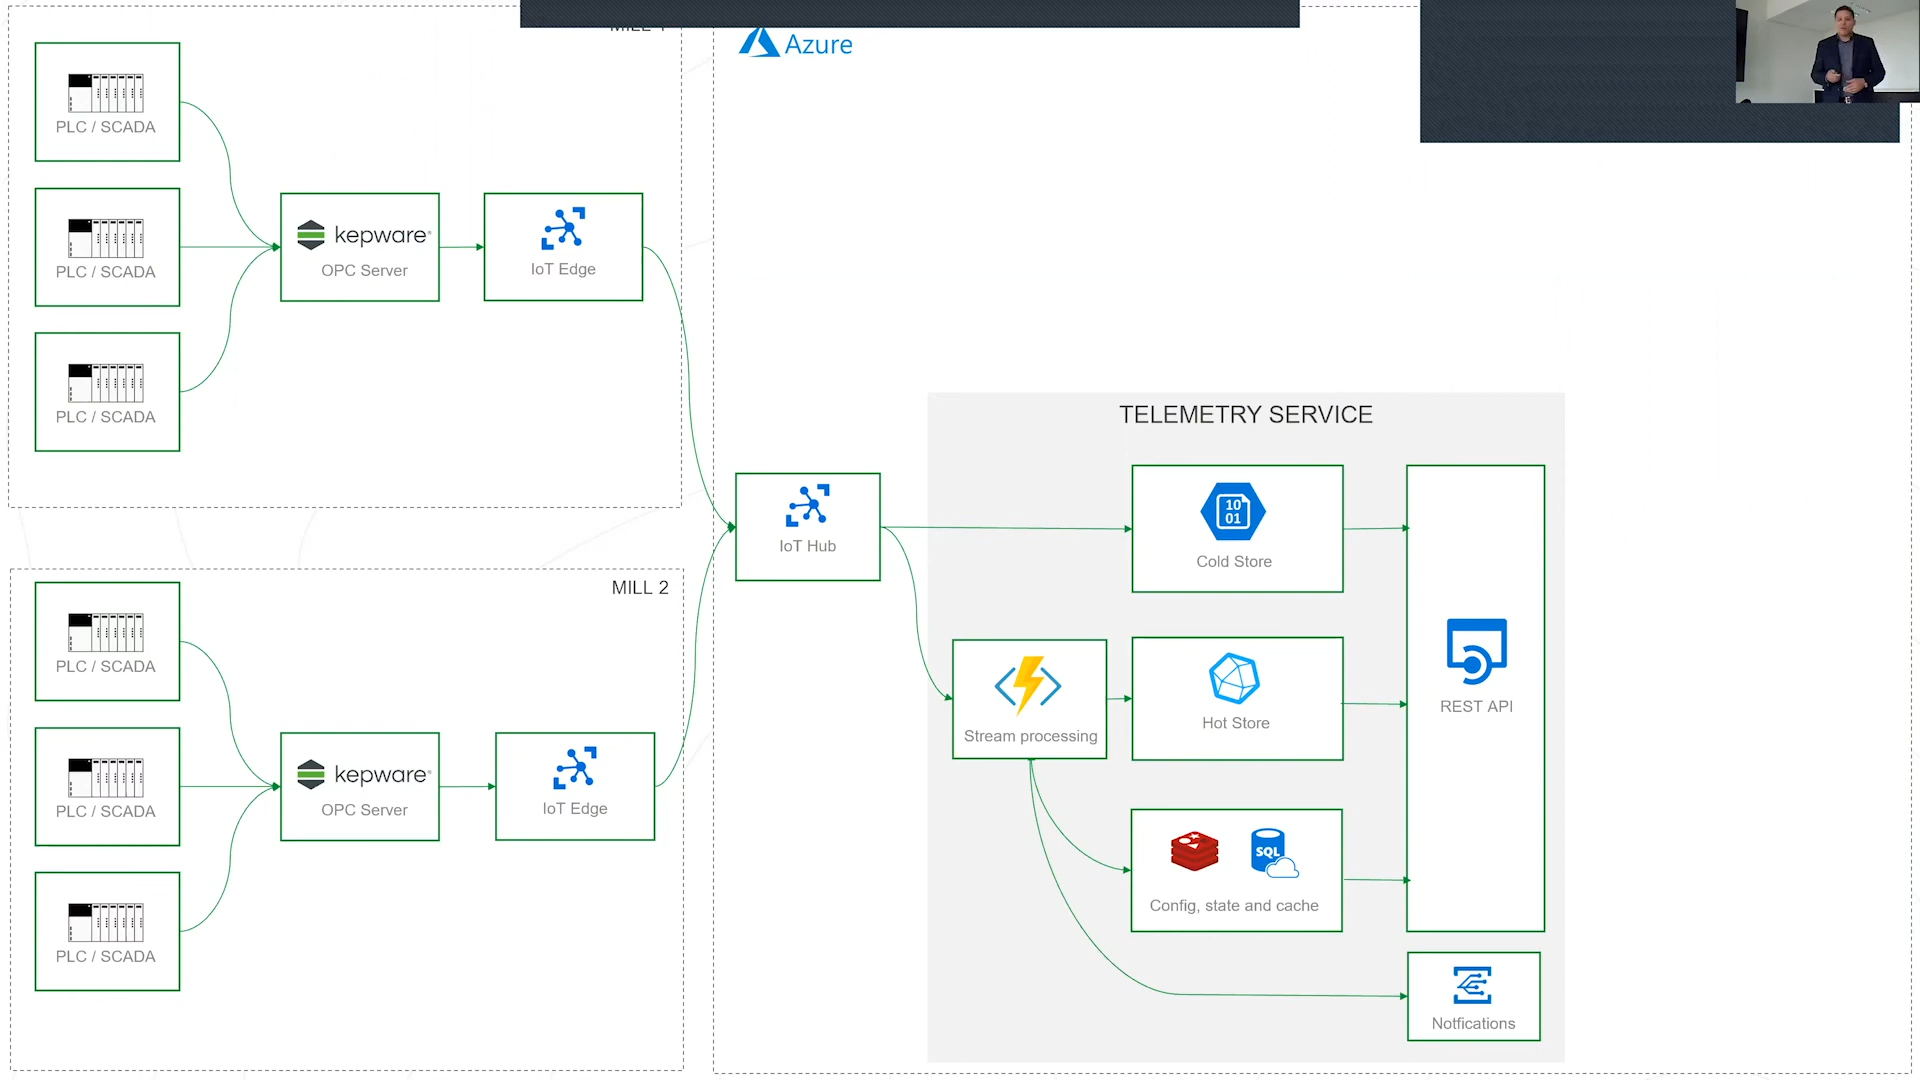 MILL 1
Azure
PLC / SCADA
PLC / SCADA
PLC / SCADA
kepware
OPC Server
IoT Edge
MILL 2
PLC / SCADA
PLC / SCADA
PLC / SCADA
kepware
OPC Server
IoT Edge
IoT Hub
TELEMETRY SERVICE
10
01
Cold Store
Stream processing
Hot Store
SQL
Config, state and cache
REST API
Notfications